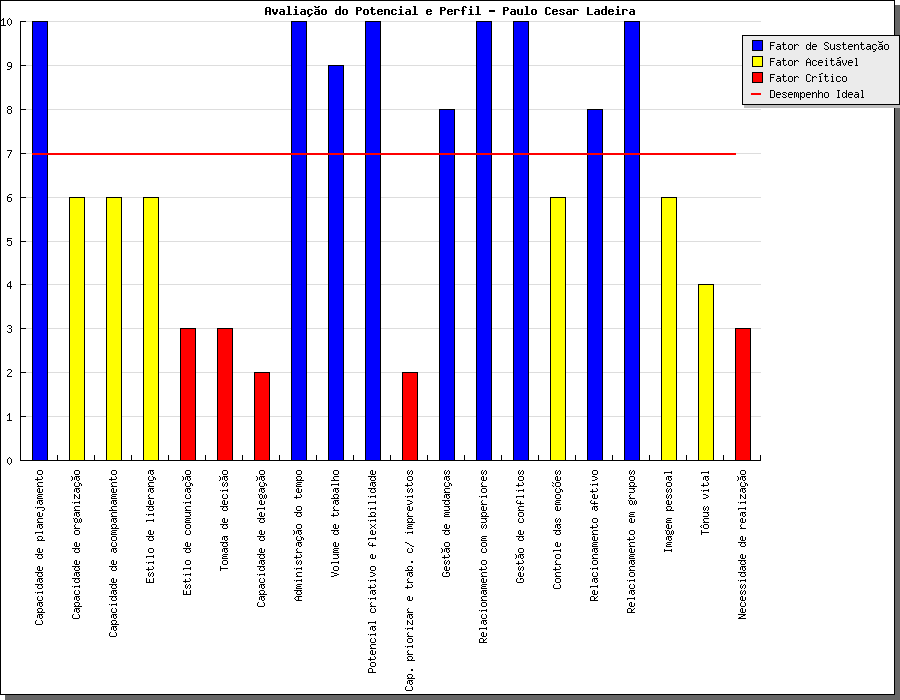 Avaliação do Potencial e Perfil - Paulo Cesar Ladeira
Fator de Sustentação
Fator Aceitável
Fator Crítico
Desempenho Ideal
10
9
8
7
6
5
4
3
2
1
0
Capacidade de planejamento
Capacidade de organização
Capacidade de acompanhamento
Estilo de liderança
Estilo de comunicação
Tomada de decisão
Capacidade de delegação
Administração do tempo
Volume de trabalho
Potencial criativo e flexibilidade
Cap. priorizar e trab. c/ imprevistos
Gestão de mudanças
Relacionamento com superiores
Gestão de conflitos
Controle das emoções
Relacionamento afetivo
Relacionamento em grupos
Imagem pessoal
Tônus vital
Necessidade de realização